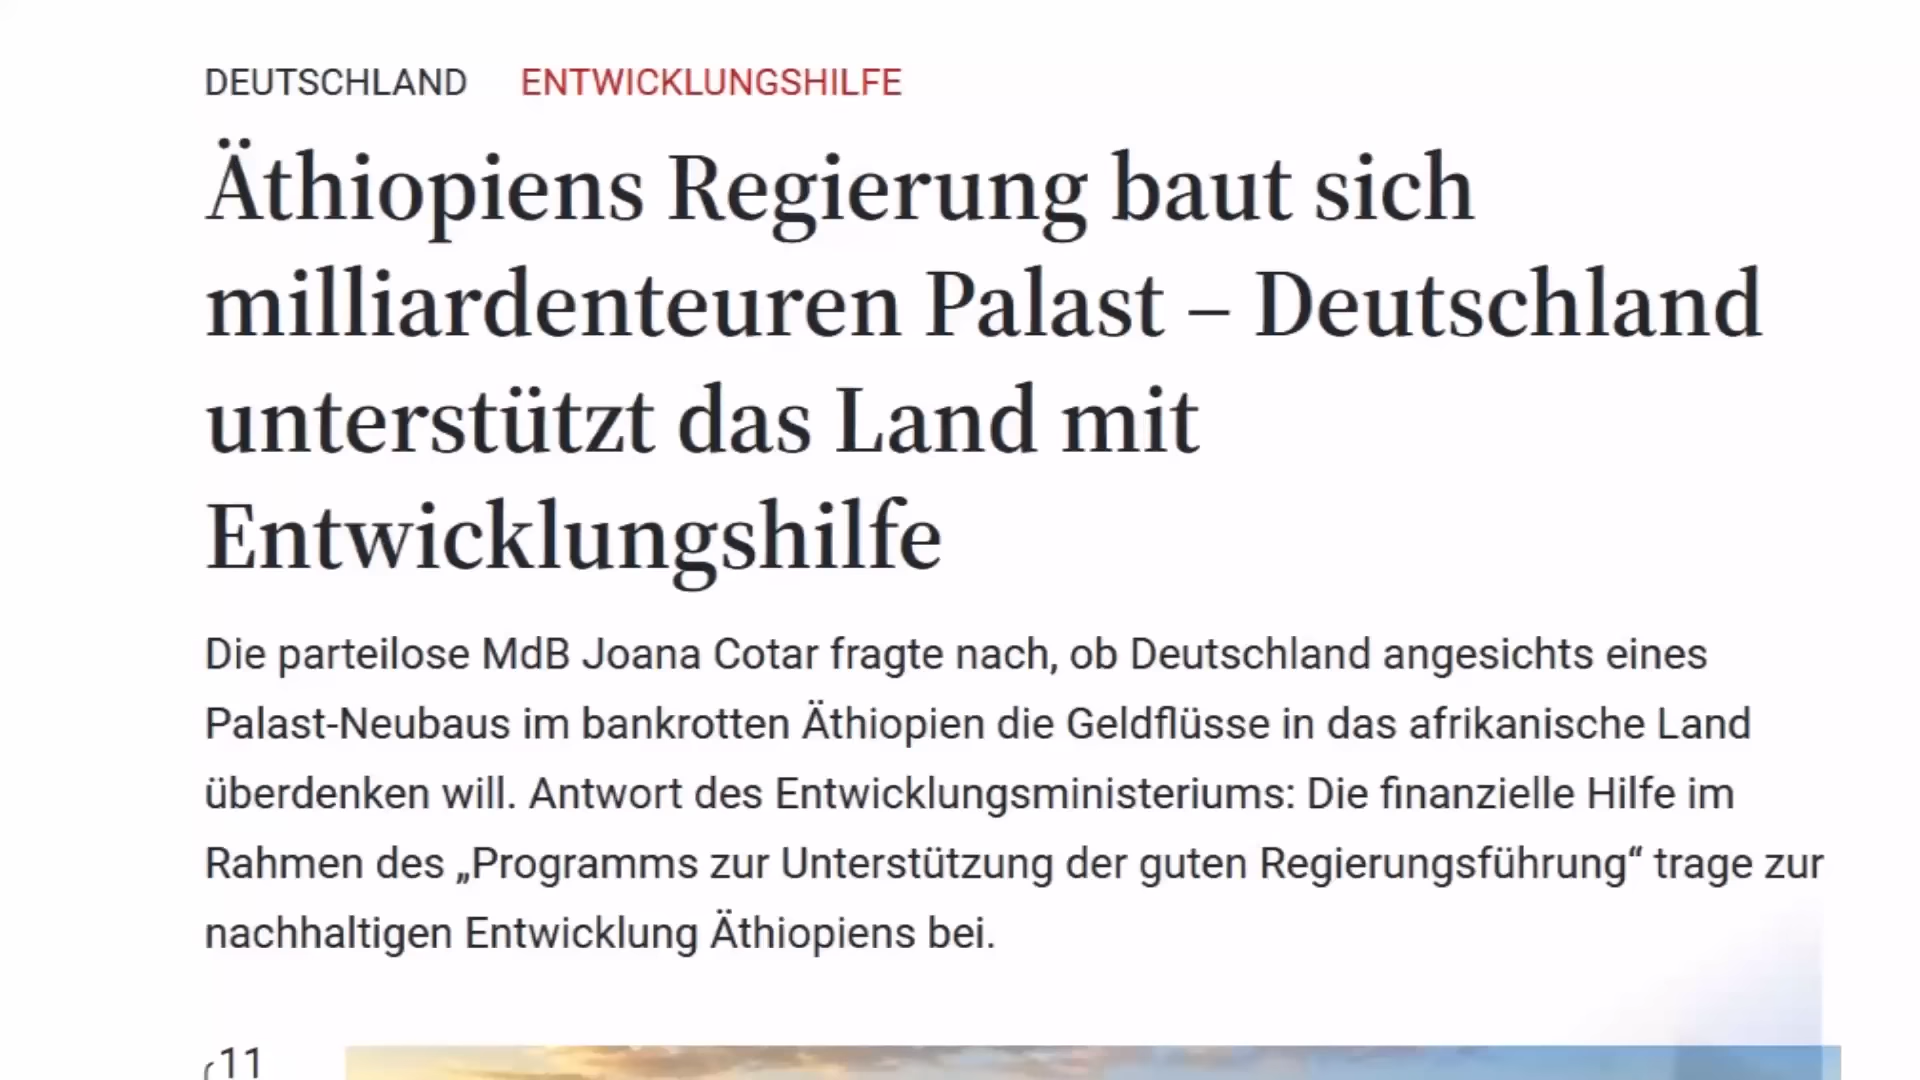 DEUTSCHLAND ENTWICKLUNGSHILFE
Äthiopiens Regierung baut sich
milliardenteuren Palast – Deutschland
unterstützt das Land mit
Entwicklungshilfe
Die parteilose MdB Joana Cotar fragte nach, ob Deutschland angesichts eines
Palast-Neubaus im bankrotten Äthiopien die Geldflüsse in das afrikanische Land
überdenken will. Antwort des Entwicklungsministeriums: Die finanzielle Hilfe im
Rahmen des „Programms zur Unterstützung der guten Regierungsführung“ trage zur
nachhaltigen Entwicklung Äthiopiens bei.
11